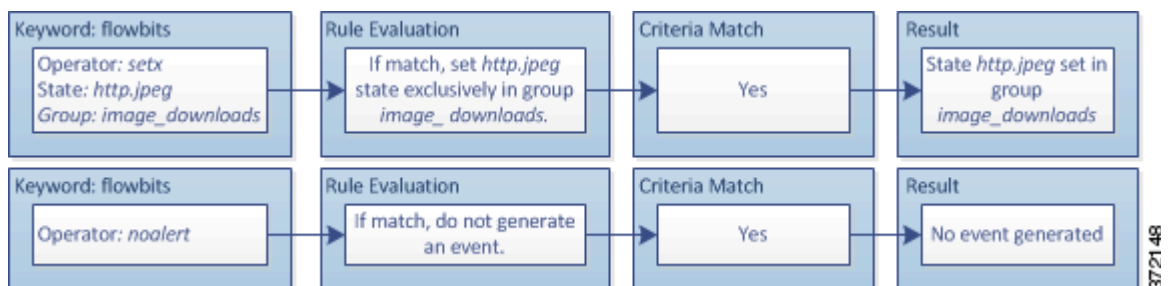 Keyword: flowbits
Operator: setx
State: http.jpeg
Group: image_downloads
Rule Evaluation
If match, set http.jpeg
state exclusively in group
image_ downloads.
Criteria Match
Yes
Result
State http.jpeg set in
group
image_downloads
Keyword: flowbits
Operator: noalert
Rule Evaluation
If match, do not generate
an event.
Criteria Match
Yes
Result
No event generated
372148